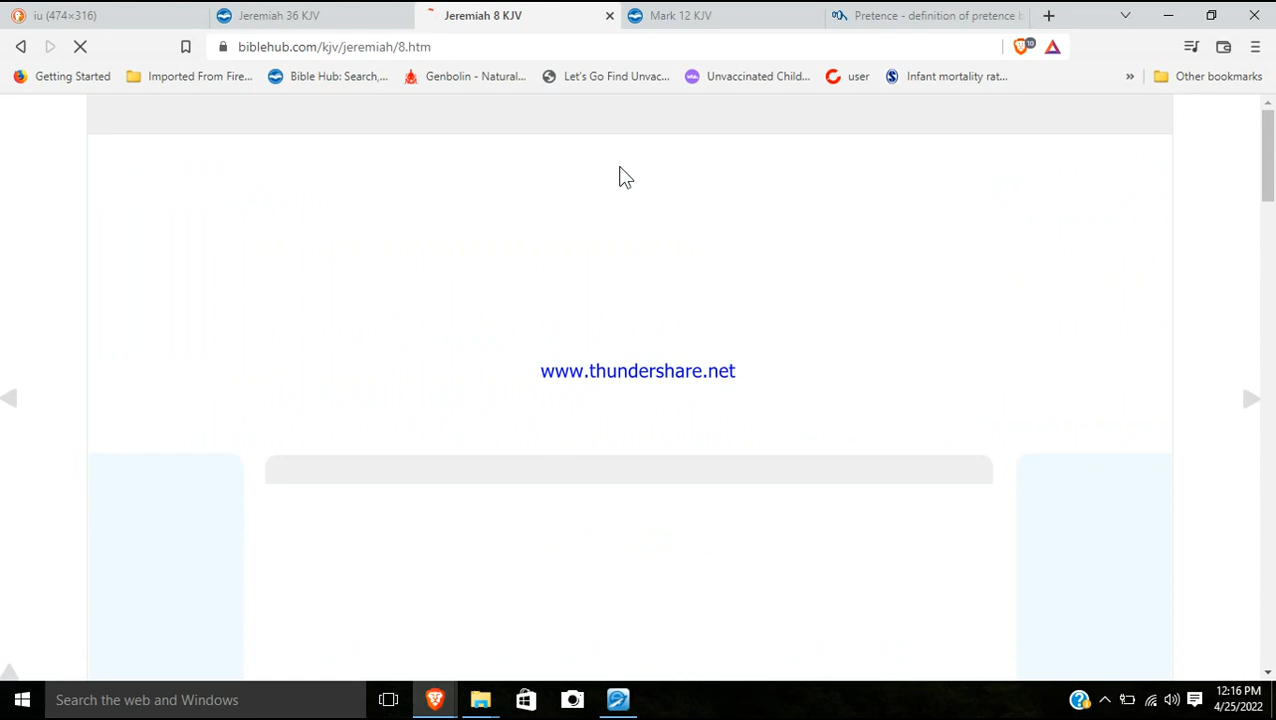 iu (474×316)
Jeremiah 36 KJV
Jeremiah 8 KJV
Mark 12 KJV
Pretence - definition of pretence b
biblehub.com/kjv/jeremiah/8.htm
10
Getting Started
Imported From Fire...
Bible Hub: Search,...
Genbolin - Natural...
Let's Go Find Unvac...
Unvaccinated Child...
user
Infant mortality rat...
»
Other bookmarks
www.thundershare.net
Search the web and Windows
12:16 PM
4/25/2022